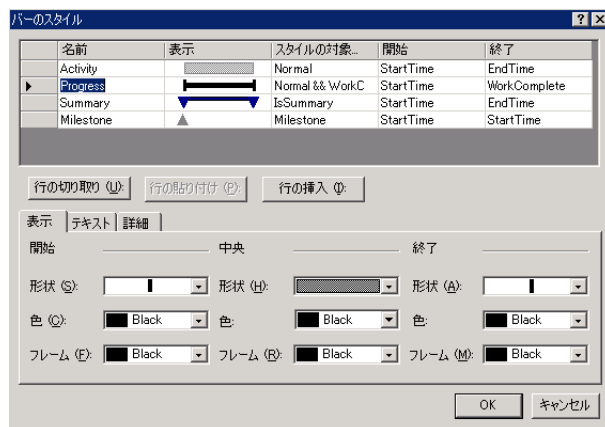 バーのスタイル
名前 表示 スタイルの対象... 開始 終了
Activity Normal StartTime EndTime
Progress Normal && WorkC StartTime WorkComplete
Summary IsSummary StartTime EndTime
Milestone Milestone StartTime StartTime
行の切り取り (U): 行の貼り付け (P): 行の挿入 (I):
表示 テキスト 詳細
開始 中央 終了
形状 (S): 形状 (H): 形状 (A):
色 (C): Black 色: Black 色: Black
フレーム (F): Black フレーム (R): Black フレーム (M): Black
OK キャンセル